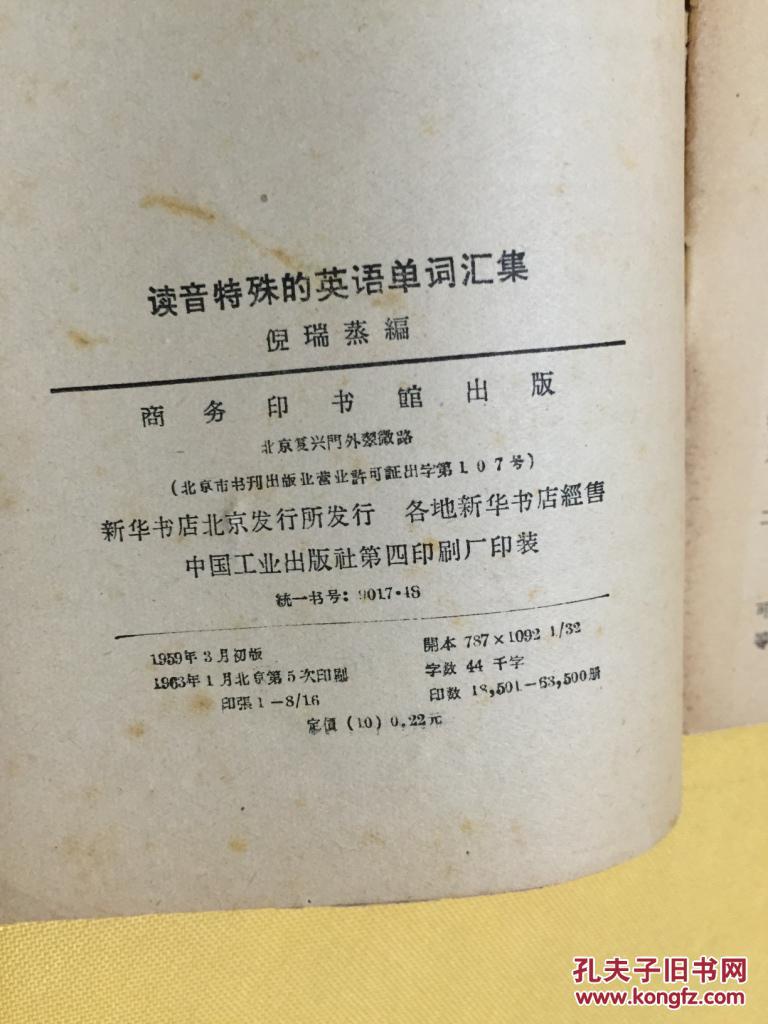 读音特殊的英语单词汇集
倪瑞蒸編
商务印书館出版
北京复兴門外翠微路
(北京市书刊出版业营业許可証出字第107号)
新华书店北京发行所发行 各地新华书店經售
中国工业出版社第四印刷厂印装
統一书号：9017·48
1959年3月初版
1963年1月北京第5次印刷
印張 1—8/16
開本 787×1092 1/32
字数 44 千字
印数 18,501—63,500册
定價(10) 0.22元
孔夫子旧书网
www.kongfz.com